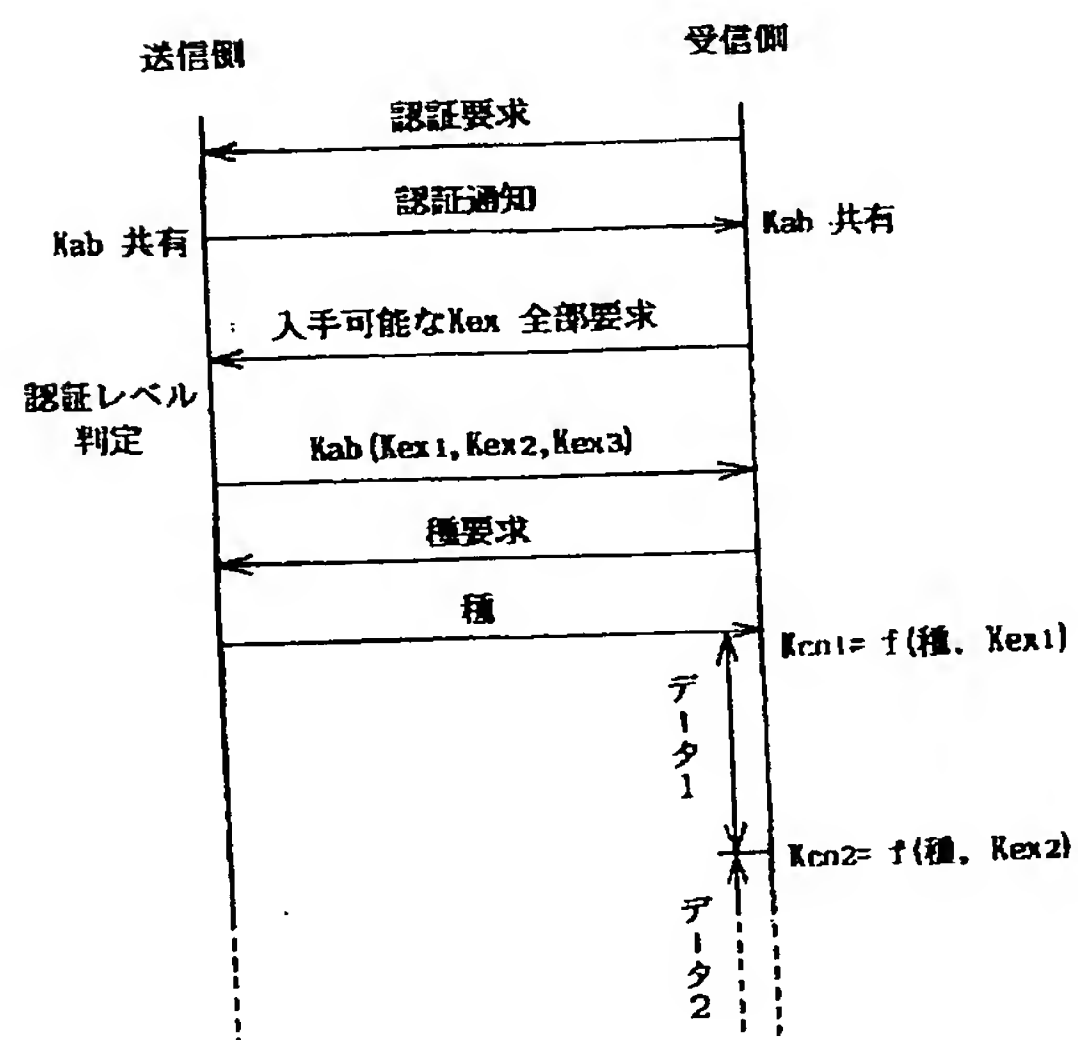 送信側
受信側
認証要求
認証通知
Kab 共有
Kab 共有
入手可能なKex 全部要求
認証レベル
判定
Kab(Kex1,Kex2,Kex3)
種要求
種
Kcn1= f(種、Kex1)
データ1
Kcn2= f(種、Kex2)
データ2